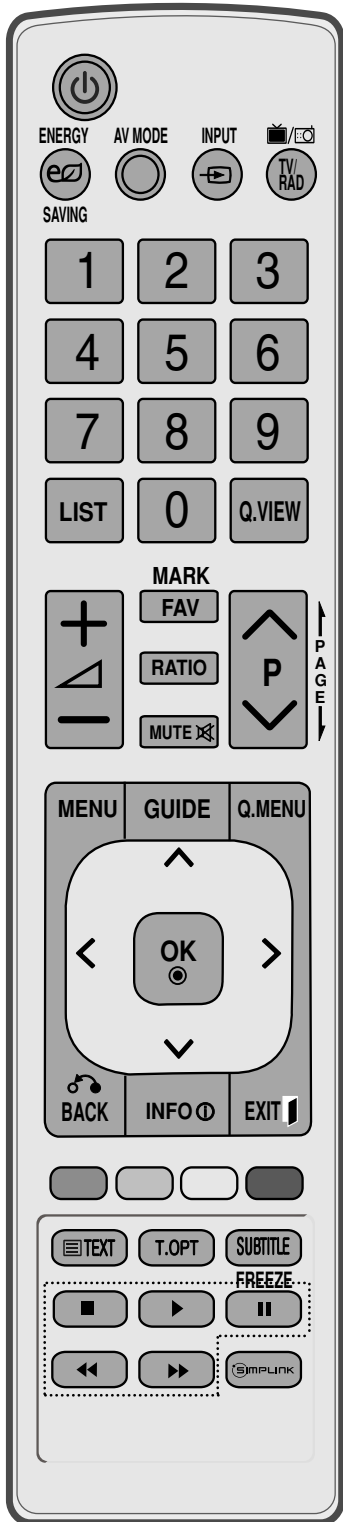 ENERGY AV MODE INPUT
TV/
RAD
SAVING
1 2 3
4 5 6
7 8 9
LIST 0 Q.VIEW
MARK
FAV
RATIO
P
PAGE
MUTE
MENU GUIDE Q.MENU
OK
BACK INFO EXIT
TEXT T.OPT SUBTITLE
FREEZE
SIMPLINK